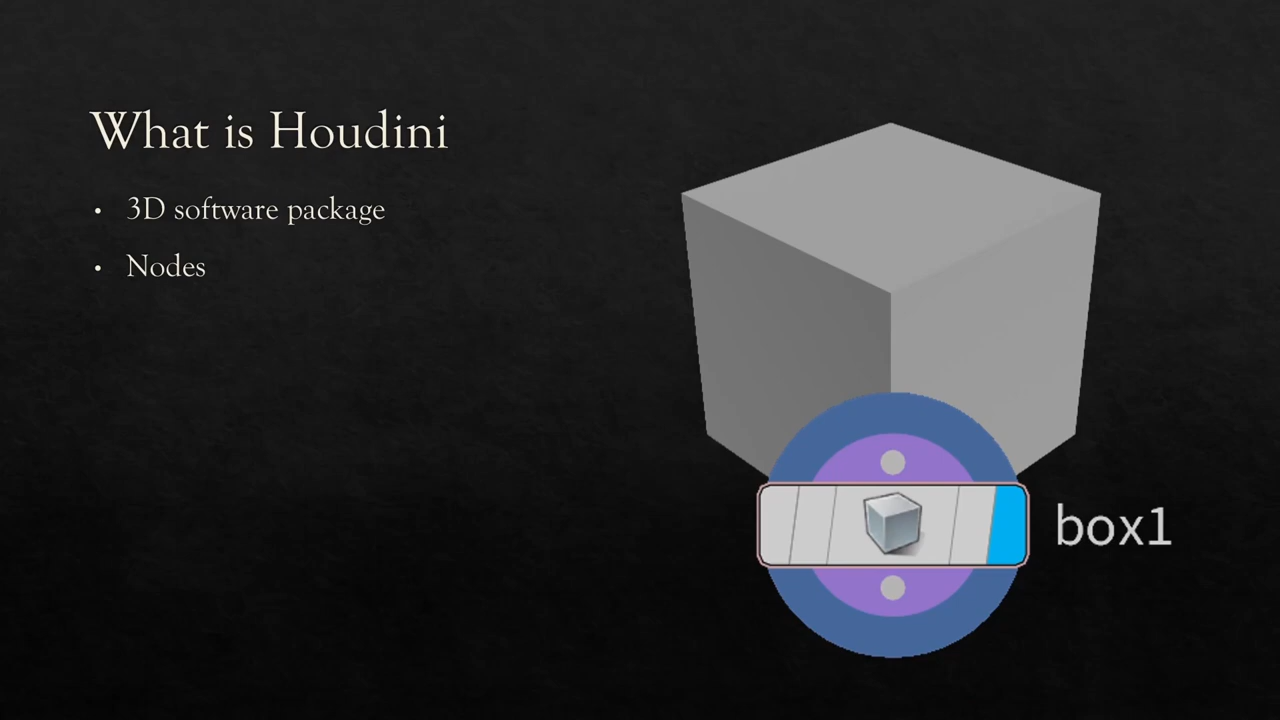 What is Houdini
• 3D software package
• Nodes
box1